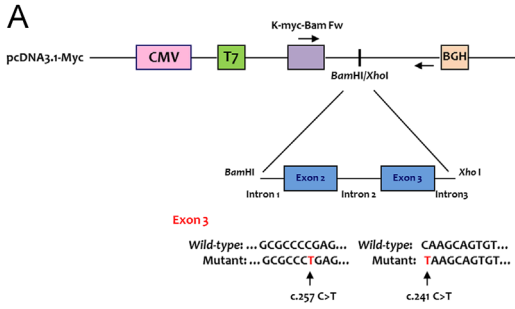 A
K-myc-Bam Fw
pcDNA3.1-Myc
CMV
T7
BGH
BamHI/XhoI
BamHI
Xho I
Exon 2
Exon 3
Intron 1
Intron 2
Intron3
Exon 3
Wild-type: ... GCGCCCCGAG...
Mutant: ... GCGCCCTGAG...
c.257 C>T
Wild-type: CAAGCAGTGT...
Mutant: TAAGCAGTGT...
c.241 C>T